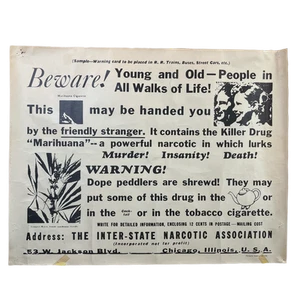 (Sample—Warning card to be placed in R. R. Trains, Buses, Street Cars, etc.)
Beware! Young and Old—People in
All Walks of Life!
This may be handed you
by the friendly stranger. It contains the Killer Drug
"Marihuana"--a powerful narcotic in which lurks
Murder! Insanity! Death!
WARNING!
Dope peddlers are shrewd! They may
put some of this drug in the or
in the or in the tobacco cigarette.
WRITE FOR DETAILED INFORMATION, ENCLOSING 12 CENTS IN POSTAGE—MAILING COST
Address: THE INTER-STATE NARCOTIC ASSOCIATION
(Incorporated not for profit)
53 W. Jackson Blvd. Chicago, Illinois, U. S. A.